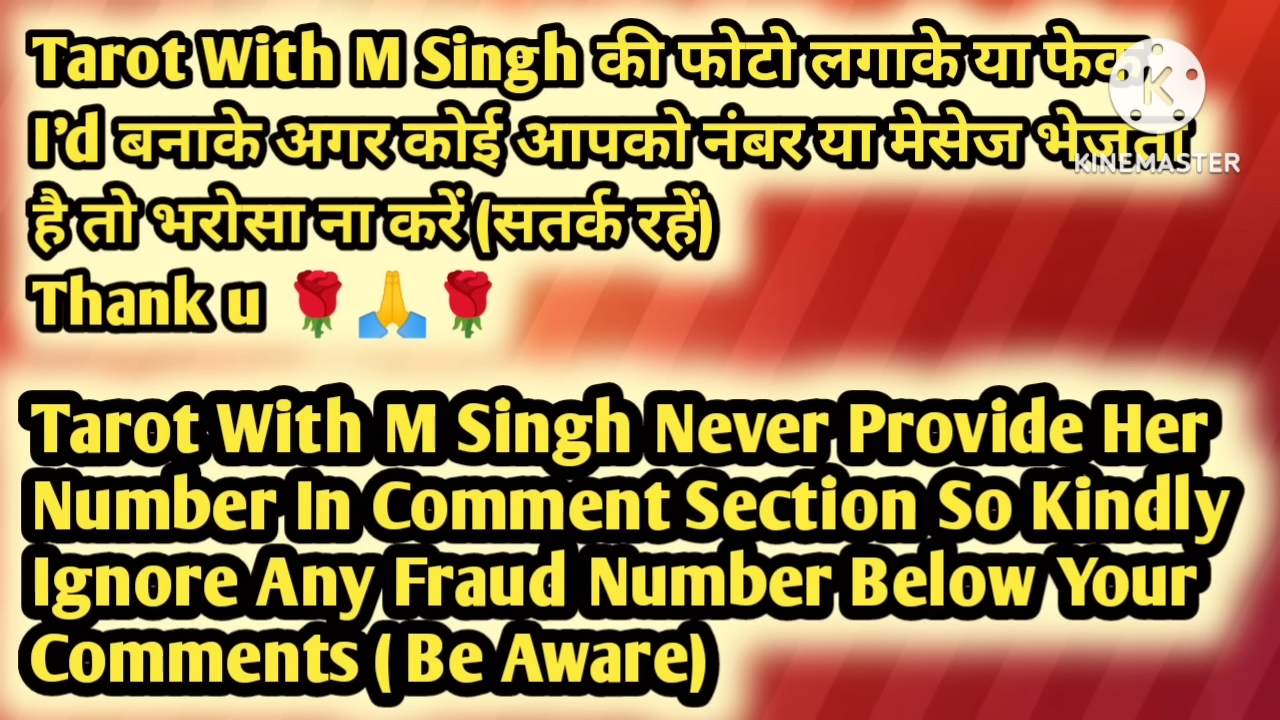 Tarot With M Singh की फोटो लगाके या फेक
I'd बनाके अगर कोई आपको नंबर या मेसेज भेजता
है तो भरोसा ना करें (सतर्क रहें)
Thank u 🌹🙏🌹
Tarot With M Singh Never Provide Her
Number In Comment Section So Kindly
Ignore Any Fraud Number Below Your
Comments ( Be Aware)
K
KINEMASTER